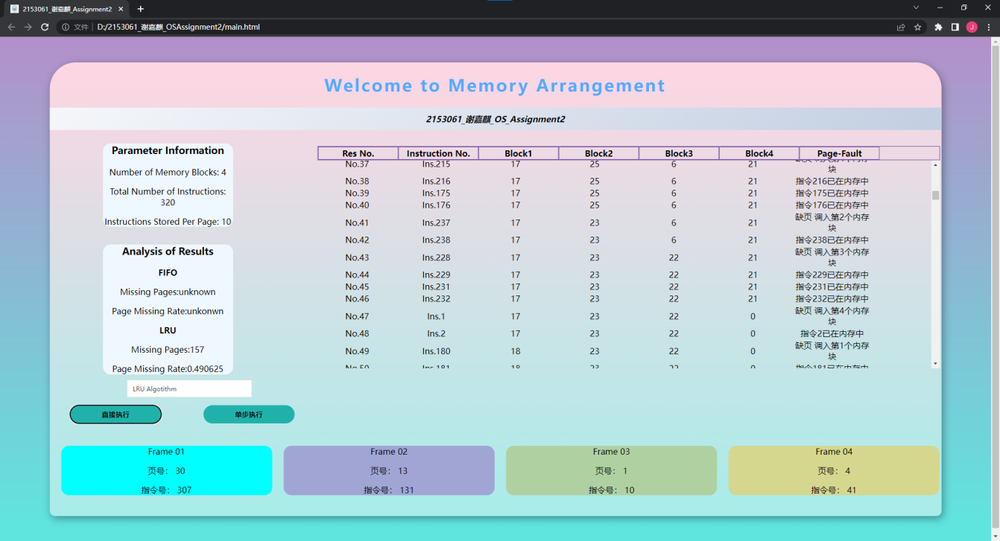 2153061_谢嘉麒_Assignment2
文件 D:/2153061_谢嘉麒_OSAssignment2/main.html
J
Welcome to Memory Arrangement
2153061_谢嘉麒_OS_Assignment2
Parameter Information
Number of Memory Blocks: 4
Total Number of Instructions:
320
Instructions Stored Per Page: 10
Analysis of Results
FIFO
Missing Pages:unknown
Page Missing Rate:unkonwn
LRU
Missing Pages:157
Page Missing Rate:0.490625
LRU Algotithm
直接执行 单步执行
Res No. Instruction No. Block1 Block2 Block3 Block4 Page-Fault
No.37 Ins.215 17 25 6 21
块
No.38 Ins.216 17 25 6 21 指令216已在内存中
No.39 Ins.175 17 25 6 21 指令175已在内存中
No.40 Ins.176 17 25 6 21 指令176已在内存中
No.41 Ins.237 17 23 6 21 缺页 调入第2个内存
块
No.42 Ins.238 17 23 6 21 指令238已在内存中
No.43 Ins.228 17 23 22 21 缺页 调入第3个内存
块
No.44 Ins.229 17 23 22 21 指令229已在内存中
No.45 Ins.231 17 23 22 21 指令231已在内存中
No.46 Ins.232 17 23 22 21 指令232已在内存中
No.47 Ins.1 17 23 22 0 缺页 调入第4个内存
块
No.48 Ins.2 17 23 22 0 指令2已在内存中
No.49 Ins.180 18 23 22 0 缺页 调入第1个内存
块
No.50 Ins.181 18 23 22 0 指令181已在内存中
Frame 01
页号： 30
指令号： 307
Frame 02
页号： 13
指令号： 131
Frame 03
页号： 1
指令号： 10
Frame 04
页号： 4
指令号： 41